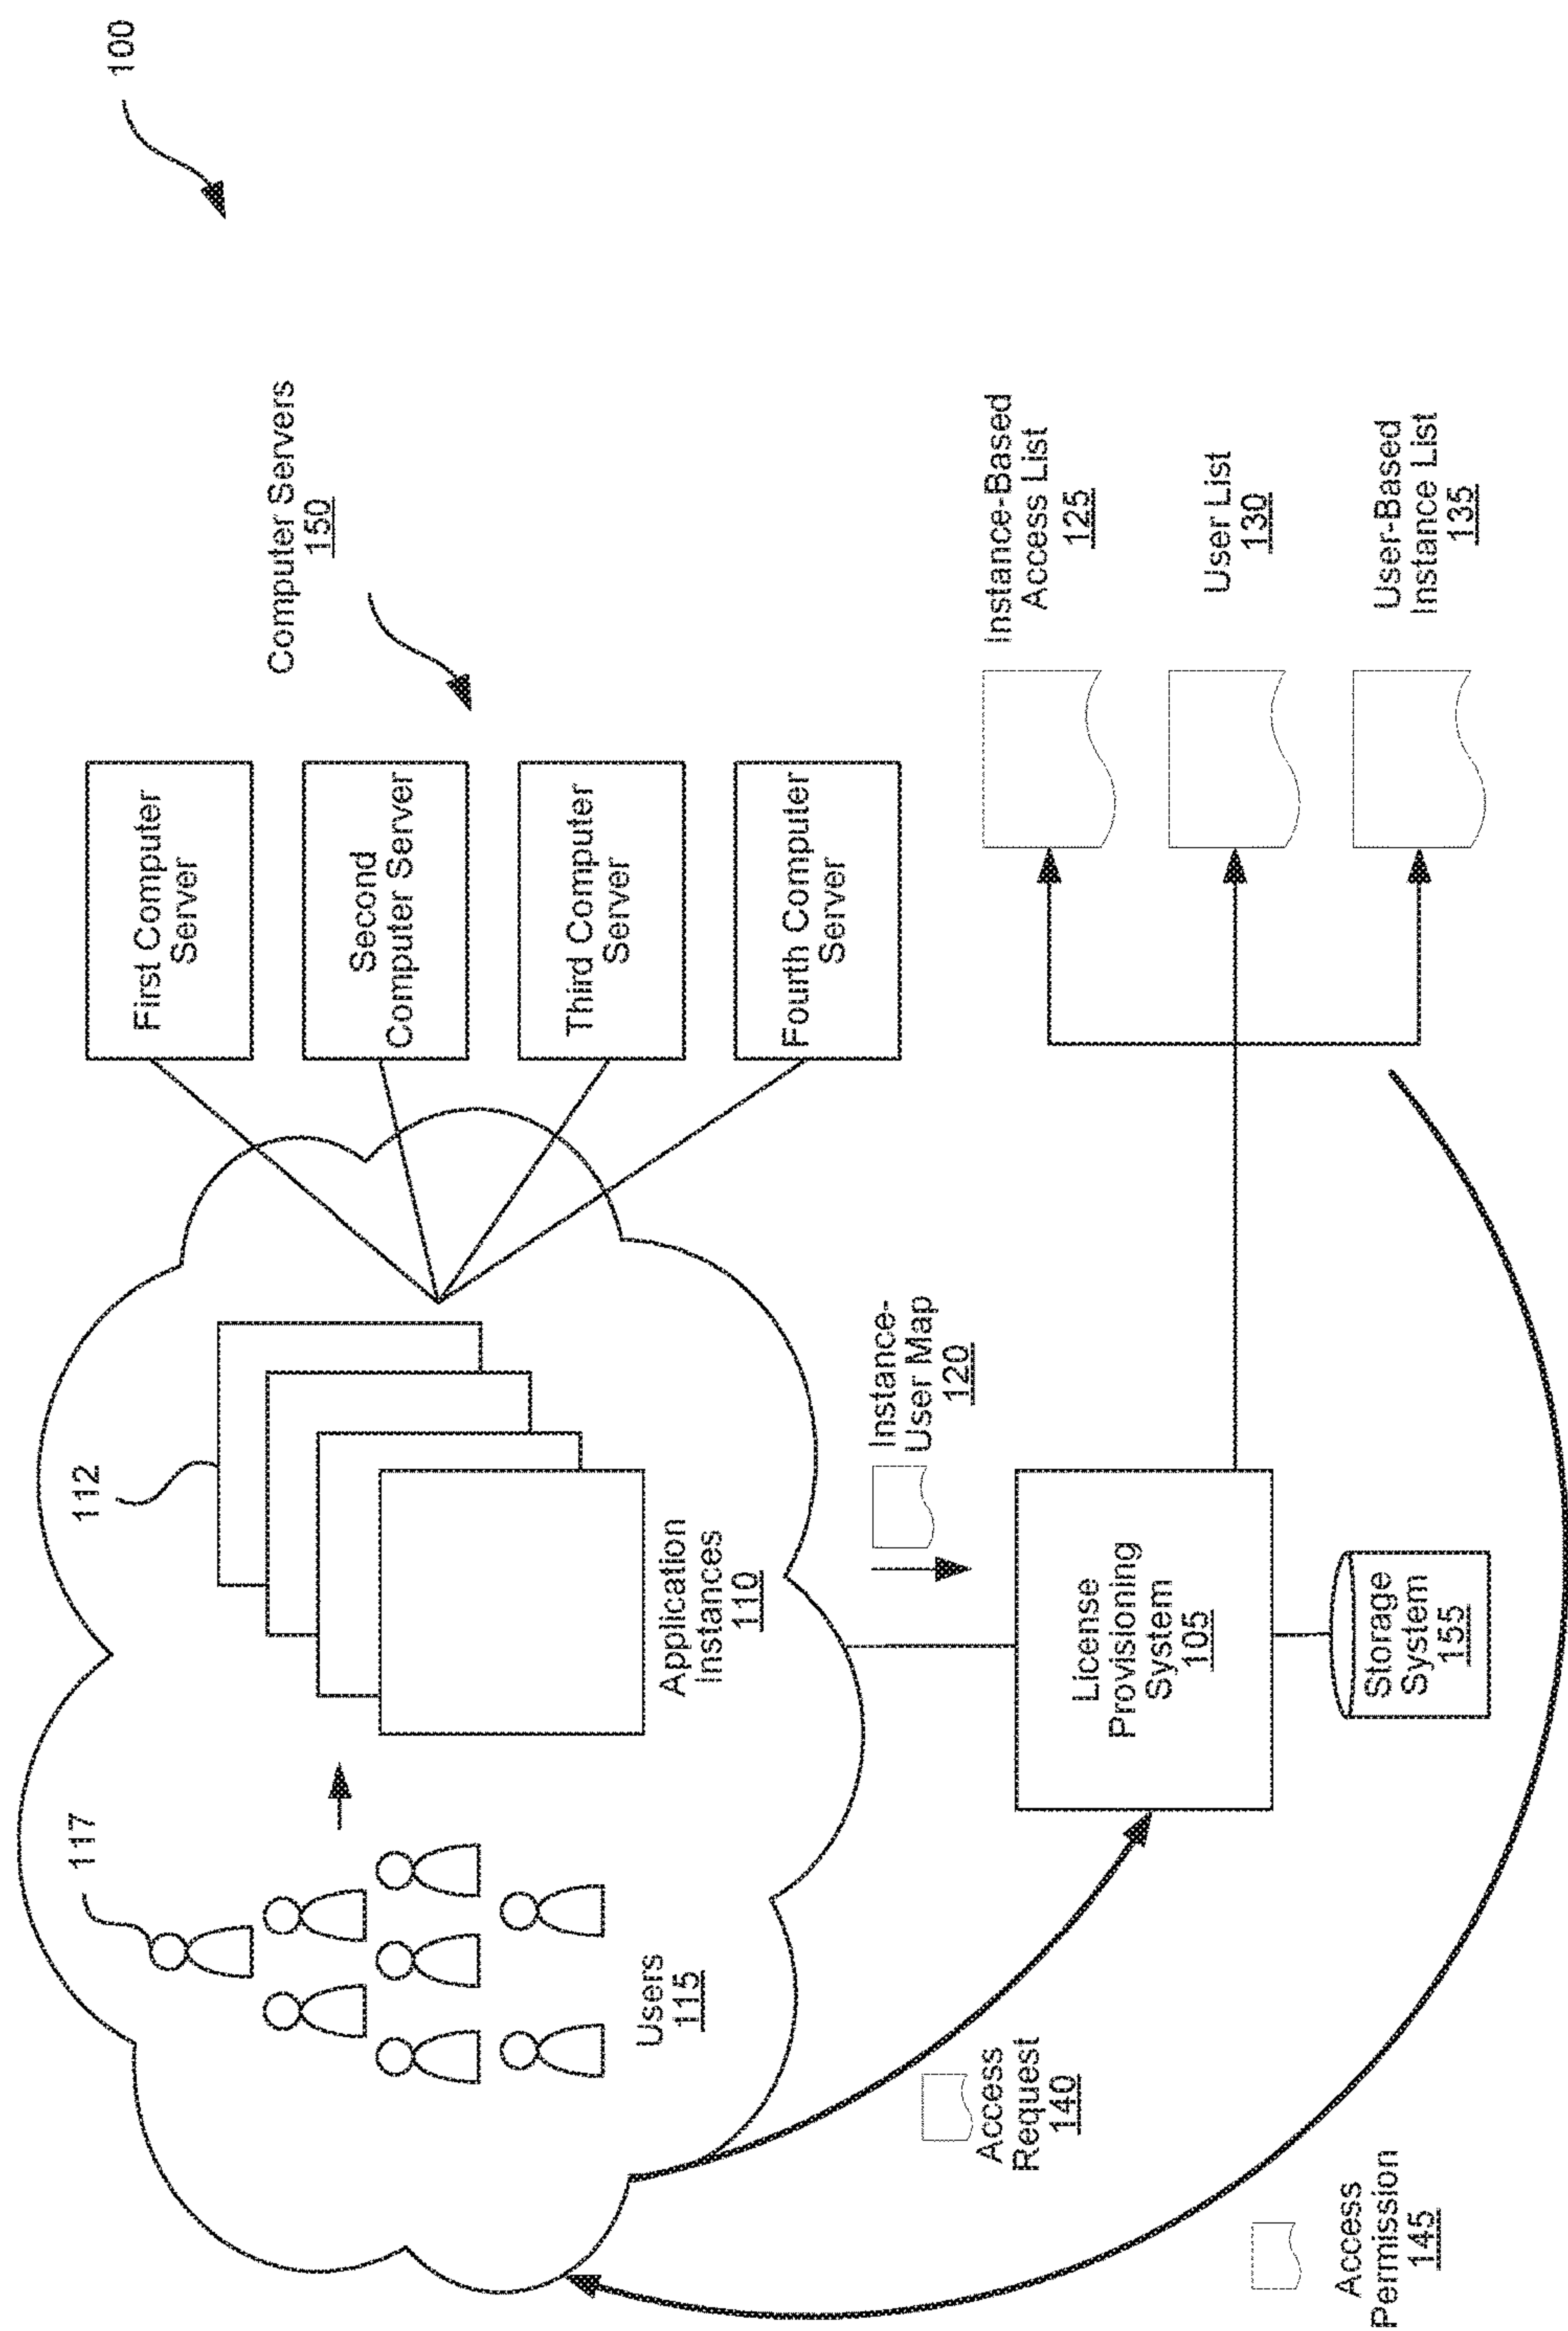 100
Computer Servers
150
First Computer
Server
Second
Computer Server
Third Computer
Server
Fourth Computer
Server
112
117
Application
Instances
110
Users
115
Instance-
User Map
120
Instance-Based
Access List
125
User List
130
User-Based
Instance List
135
License
Provisioning
System
105
Storage
System
155
Access
Request
140
Access
Permission
145